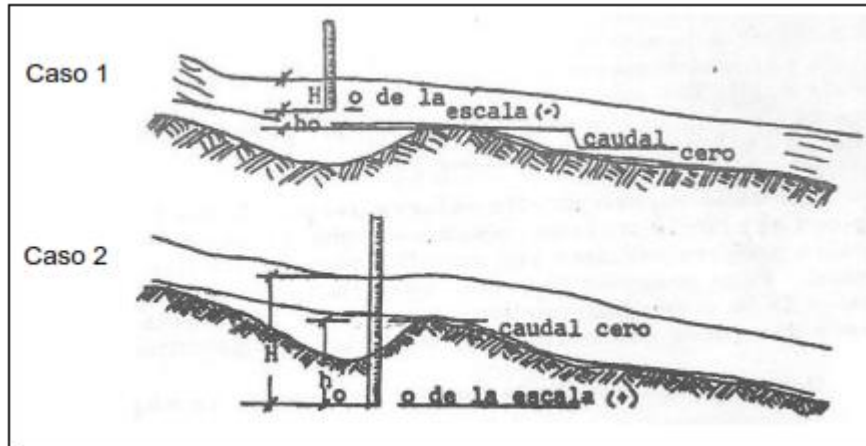 Caso 1
H o de la
escala (-)
ho
caudal
cero
Caso 2
caudal cero
H
ho
o de la escala (+)